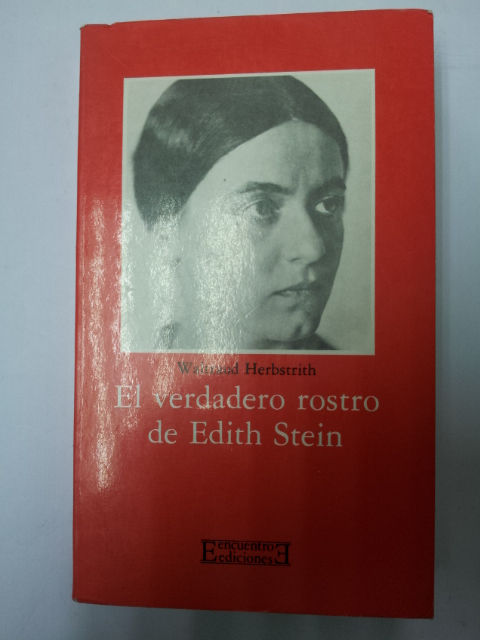 Waltraud Herbstrith
El verdadero rostro
de Edith Stein
encuentro
ediciones